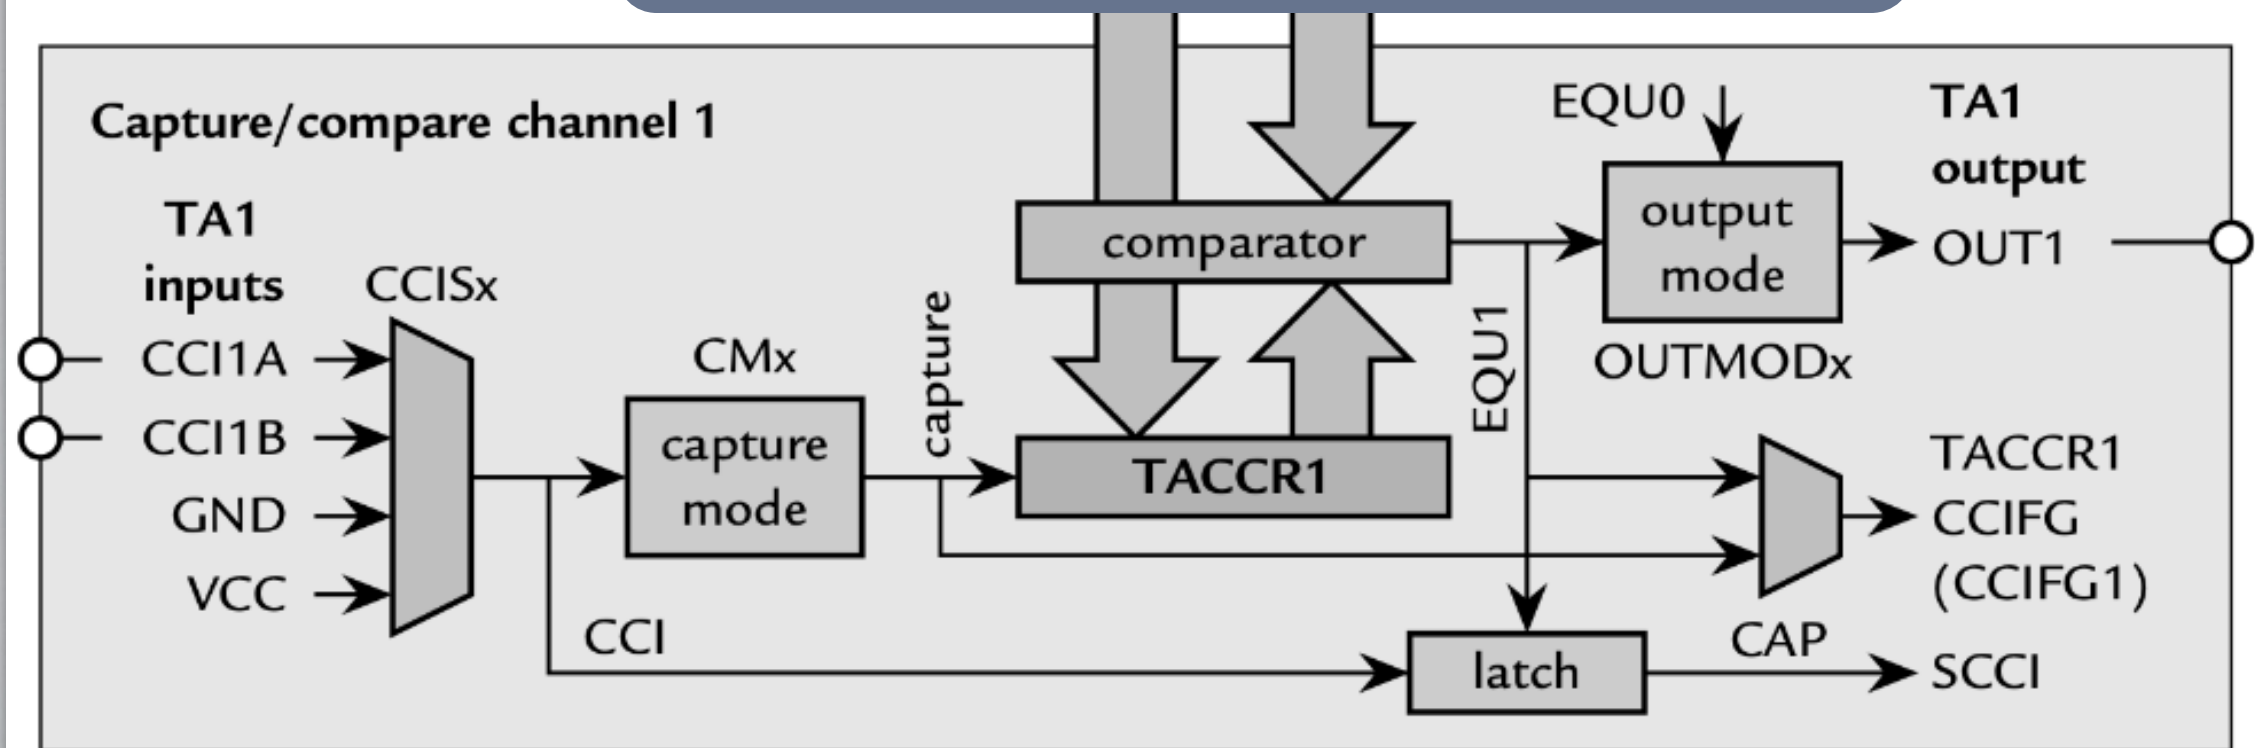 Capture/compare channel 1
TA1
inputs
CCISx
CCI1A
CCI1B
GND
VCC
CMx
capture
mode
CCI
capture
comparator
TACCR1
EQU1
EQU0
output
mode
OUTMODx
TA1
output
OUT1
TACCR1
CCIFG
(CCIFG1)
latch
CAP
SCCI